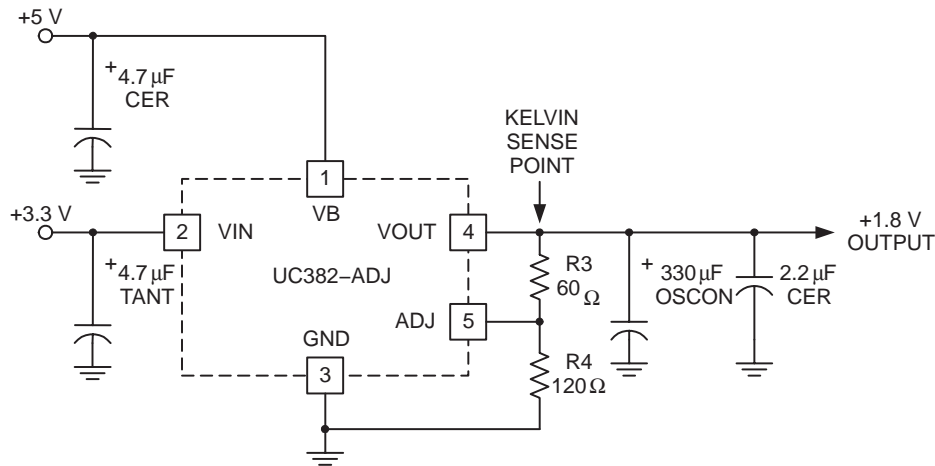 +5 V
+ 4.7 μF
CER
KELVIN
SENSE
POINT
1
VB
+3.3 V
2
VIN
VOUT
4
+1.8 V
OUTPUT
+ 4.7 μF
TANT
UC382–ADJ
R3
60 Ω
+ 330 μF
OSCON
2.2 μF
CER
ADJ
5
GND
3
R4
120 Ω